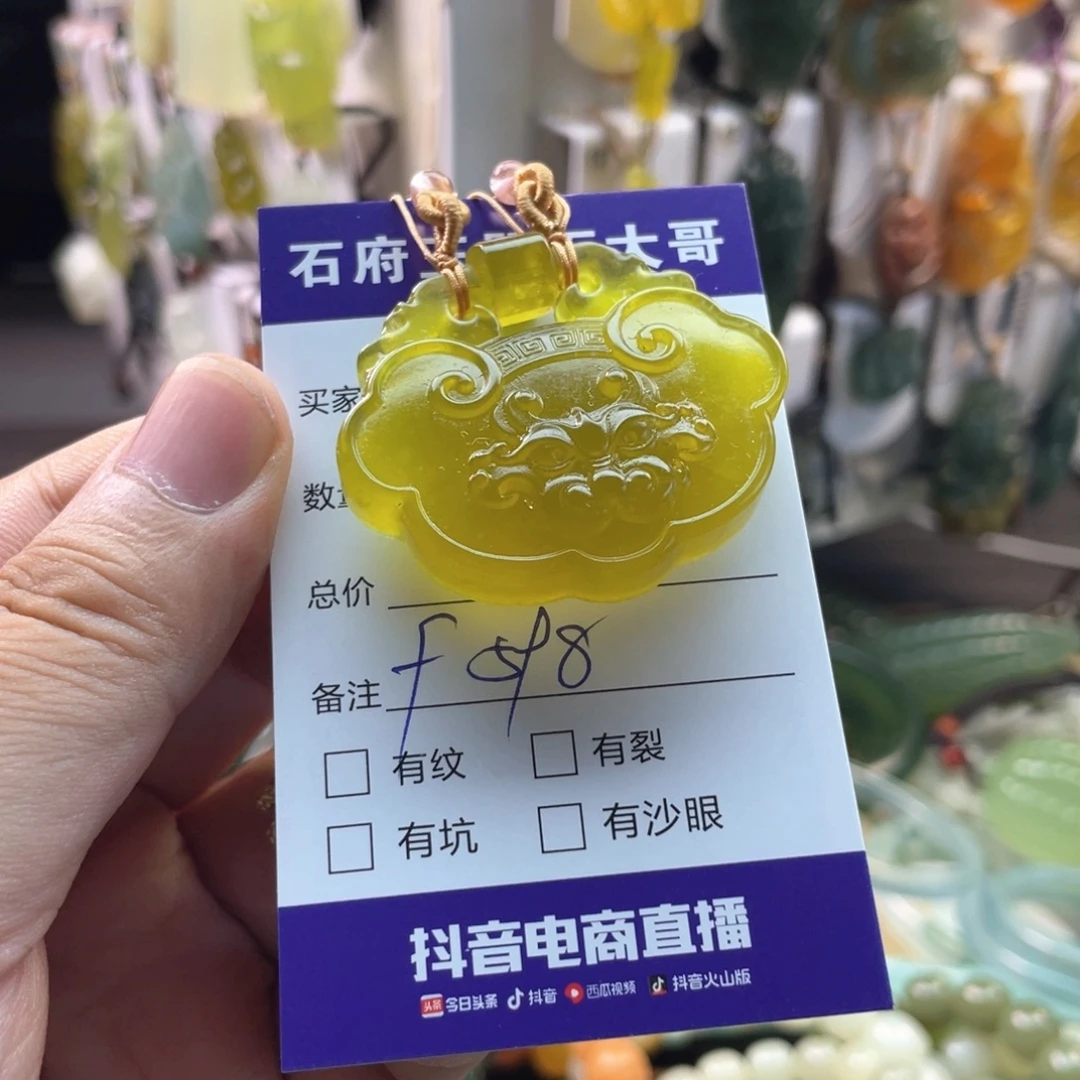 石府
大哥
买家
数
总价
备注
有纹 有裂
有坑 有沙眼
抖音电商直播
头条 今日头条 抖音 西瓜视频 抖音火山版